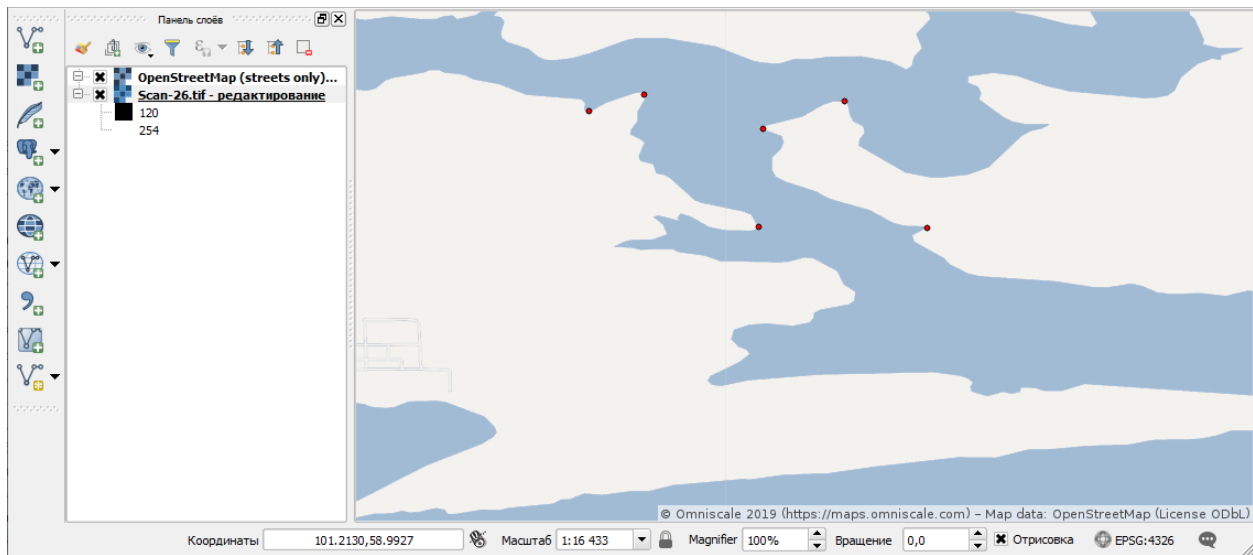 Панель слоёв
OpenStreetMap (streets only)...
Scan-26.tif - редактирование
120
254
© Omniscale 2019 (https://maps.omniscale.com) – Map data: OpenStreetMap (License ODbL)
Координаты 101.2130,58.9927 Масштаб 1:16 433 Magnifier 100% Вращение 0,0 Отрисовка EPSG:4326